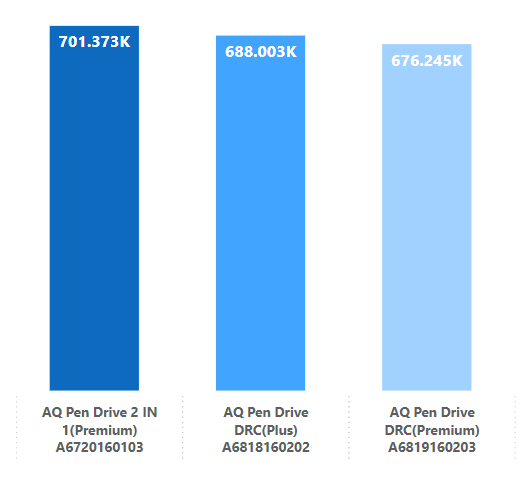 701.373K
688.003K
676.245K
AQ Pen Drive 2 IN
1(Premium)
A6720160103
AQ Pen Drive
DRC(Plus)
A6818160202
AQ Pen Drive
DRC(Premium)
A6819160203